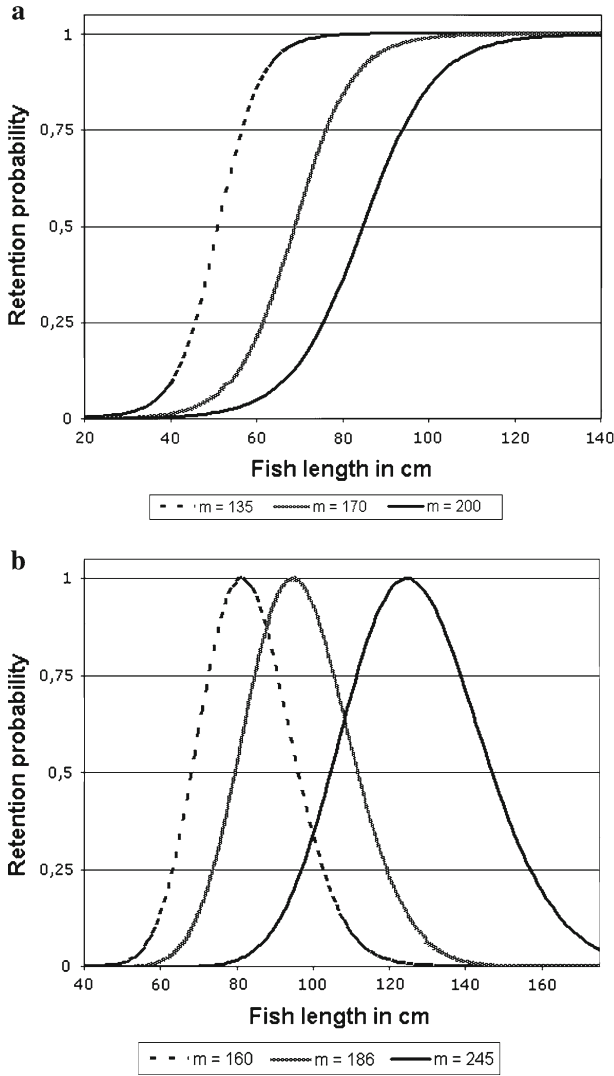 a
1
0,75
0,5
0,25
0
Retention probability
20 40 60 80 100 120 140
Fish length in cm
m = 135 m = 170 m = 200
b
1
0,75
0,5
0,25
0
Retention probability
40 60 80 100 120 140 160
Fish length in cm
m = 160 m = 186 m = 245